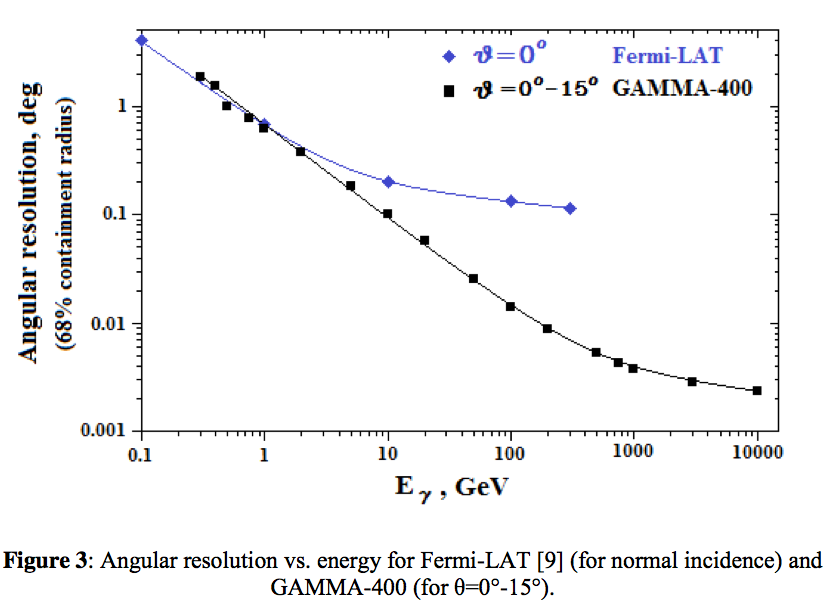 ϑ=0° Fermi-LAT
ϑ=0°-15° GAMMA-400
Angular resolution, deg
(68% containment radius)
1
0.1
0.01
0.001
0.1 1 10 100 1000 10000
Eγ, GeV
Figure 3: Angular resolution vs. energy for Fermi-LAT [9] (for normal incidence) and
GAMMA-400 (for θ=0°-15°).